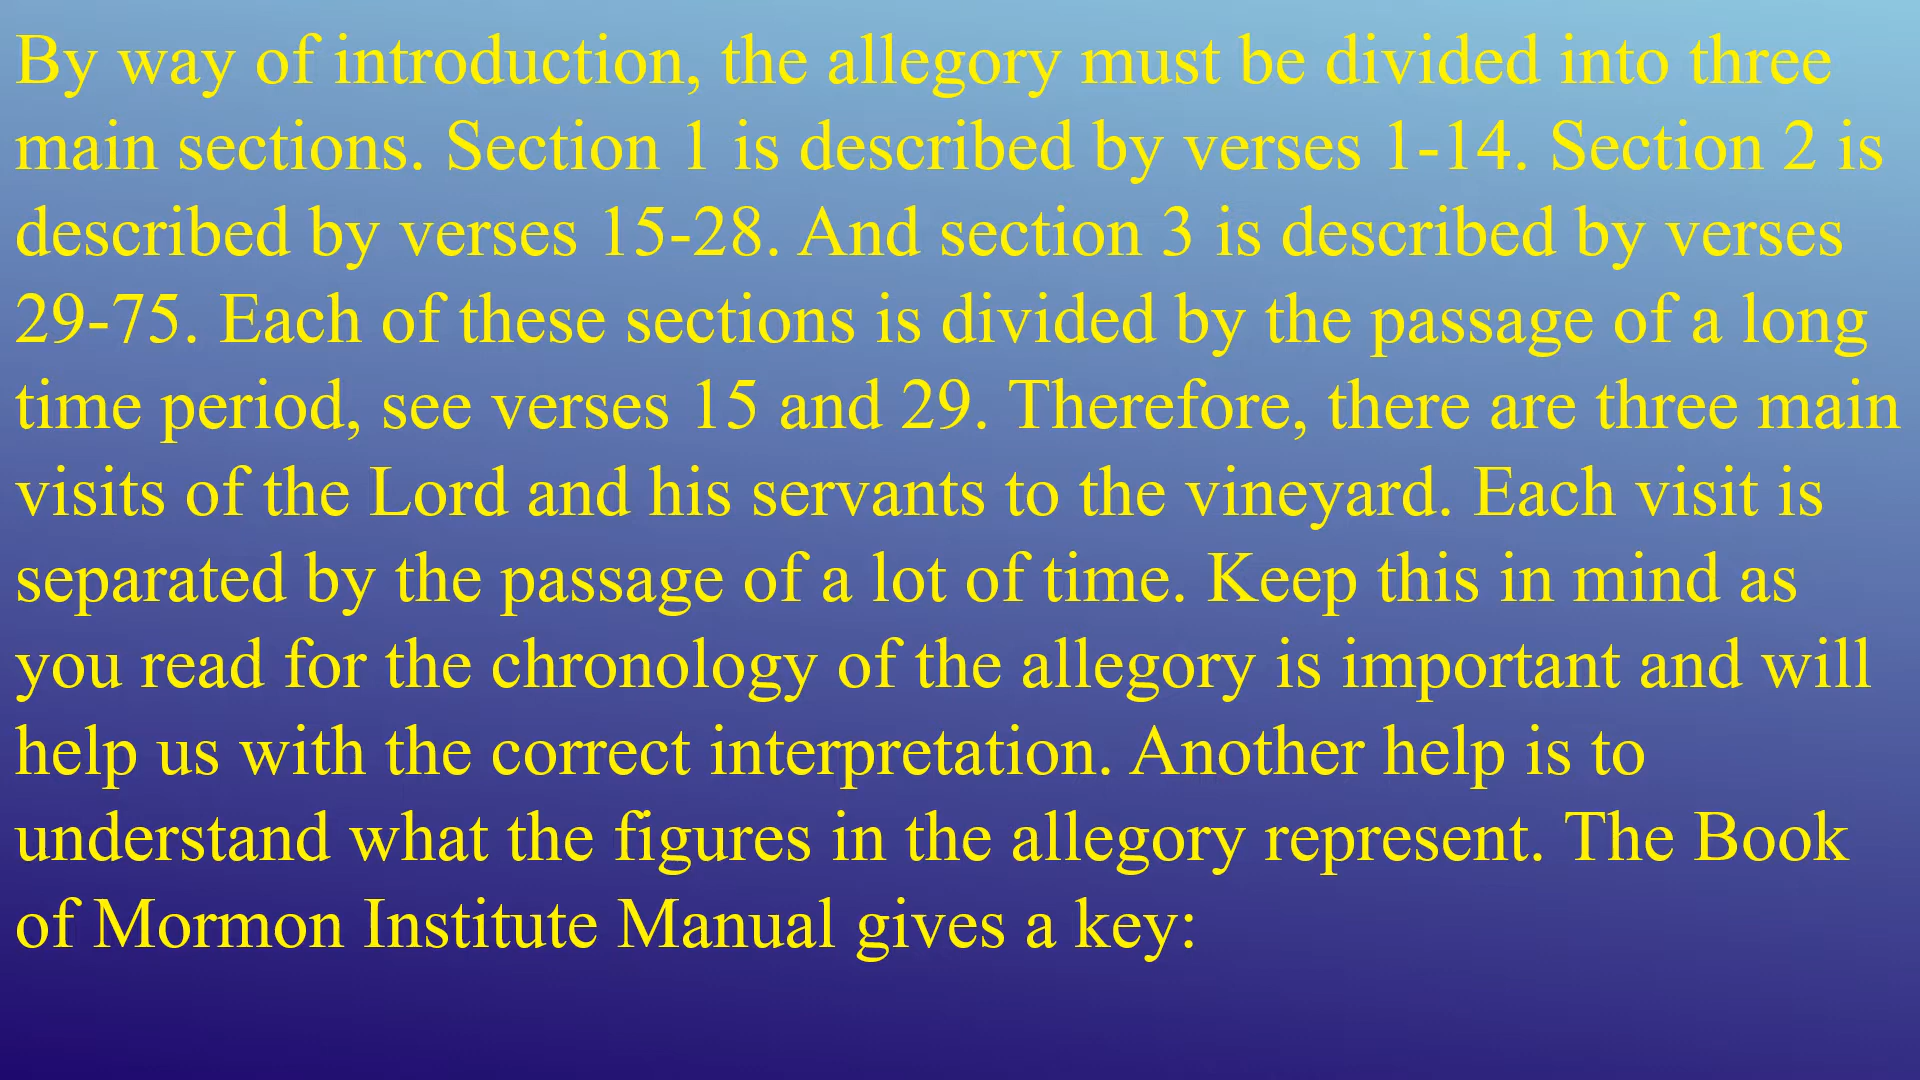 By way of introduction, the allegory must be divided into three
main sections. Section 1 is described by verses 1-14. Section 2 is
described by verses 15-28. And section 3 is described by verses
29-75. Each of these sections is divided by the passage of a long
time period, see verses 15 and 29. Therefore, there are three main
visits of the Lord and his servants to the vineyard. Each visit is
separated by the passage of a lot of time. Keep this in mind as
you read for the chronology of the allegory is important and will
help us with the correct interpretation. Another help is to
understand what the figures in the allegory represent. The Book
of Mormon Institute Manual gives a key: